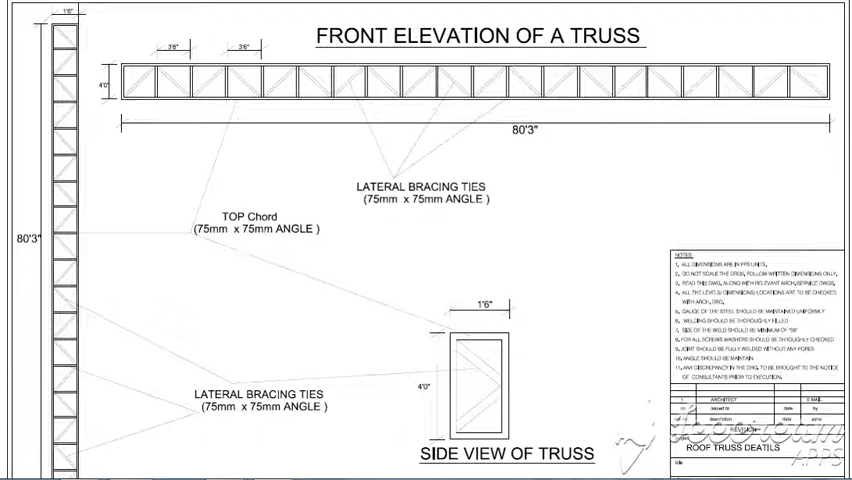 1'6"
FRONT ELEVATION OF A TRUSS
3'6"
3'6"
4'0"
80'3"
LATERAL BRACING TIES
(75mm x 75mm ANGLE )
TOP Chord
(75mm x 75mm ANGLE )
80'3"
1'6"
4'0"
LATERAL BRACING TIES
(75mm x 75mm ANGLE )
SIDE VIEW OF TRUSS
NOTES:
1, ALL DIMENSIONS ARE IN FPS UNITS,
2, DO NOT SCALE THE DRGS, FOLLOW WRITTEN DIMENSIONS ONLY,
3, READ THIS DWG, ALONG WITH RELEVANT ARCH,/SERVICE DWGS,
4, ALL THE LEVELS/ DIMENSIONS/ LOCATIONS ARE TO BE CHECKED
WITH ARCH, DRG,
5, GAUGE OF THE STEEL SHOULD BE MAINTAINED UNIFORMLY
6, WELDING SHOULD BE THOROUGHLY FILLED
7, SIZE OF THE WELD SHOULD BE MINIMUM OF
8, FOR ALL SCREWS WASHERS SHOULD BE THROUGHLY CHECKED
9, JOINT SHOULD BE FULLY WELDED WITHOUT ANY PORES
10, ANGLE SHOULD BE MAINTAIN
11, ANY DISCREPANCY IN THE DRG, TO BE BROUGHT TO THE NOTICE
OF CONSULTANTS PRIOR TO EXECUTION,
1 ARCHITECT E MAIL
no issued to date by
description date
REVISION
ROOF TRUSS DEATILS
title
APPS